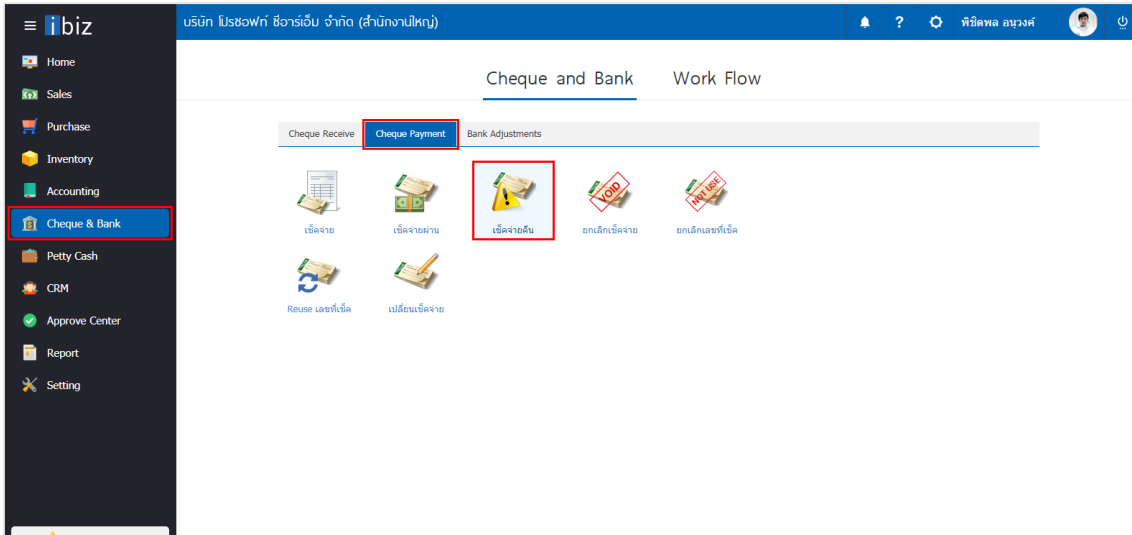 ≡ ibiz
บริษัท โปรซอฟท์ ซีอาร์เอ็ม จำกัด (สำนักงานใหญ่)
? พิชิตพล อนุวงศ์
Home
Sales
Purchase
Inventory
Accounting
Cheque & Bank
Petty Cash
CRM
Approve Center
Report
Setting
Cheque and Bank Work Flow
Cheque Receive Cheque Payment Bank Adjustments
VOID NOT USE
เช็คจ่าย เช็คจ่ายผ่าน เช็คจ่ายคืน ยกเลิกเช็คจ่าย ยกเลิกเลขที่เช็ค
Reuse เลขที่เช็ค เปลี่ยนเช็คจ่าย